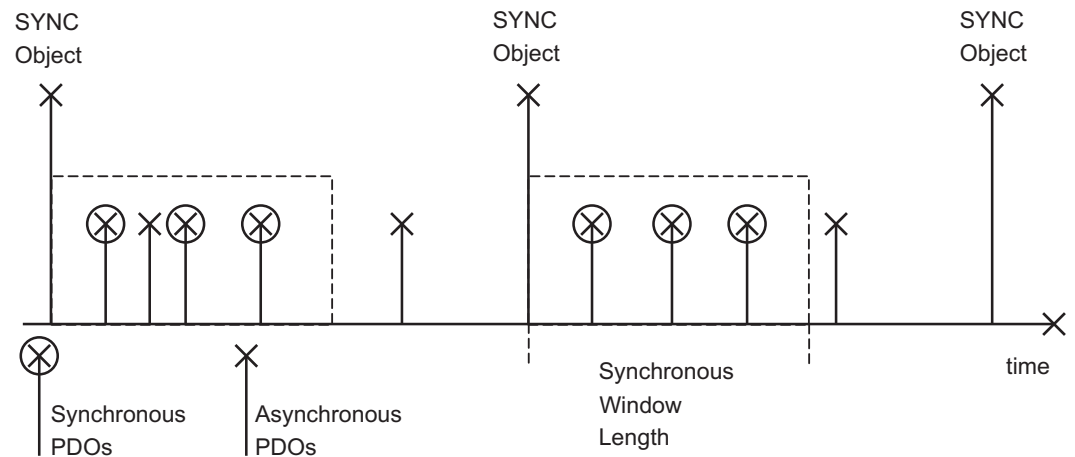 SYNC
Object
SYNC
Object
SYNC
Object
time
Synchronous
PDOs
Asynchronous
PDOs
Synchronous
Window
Length